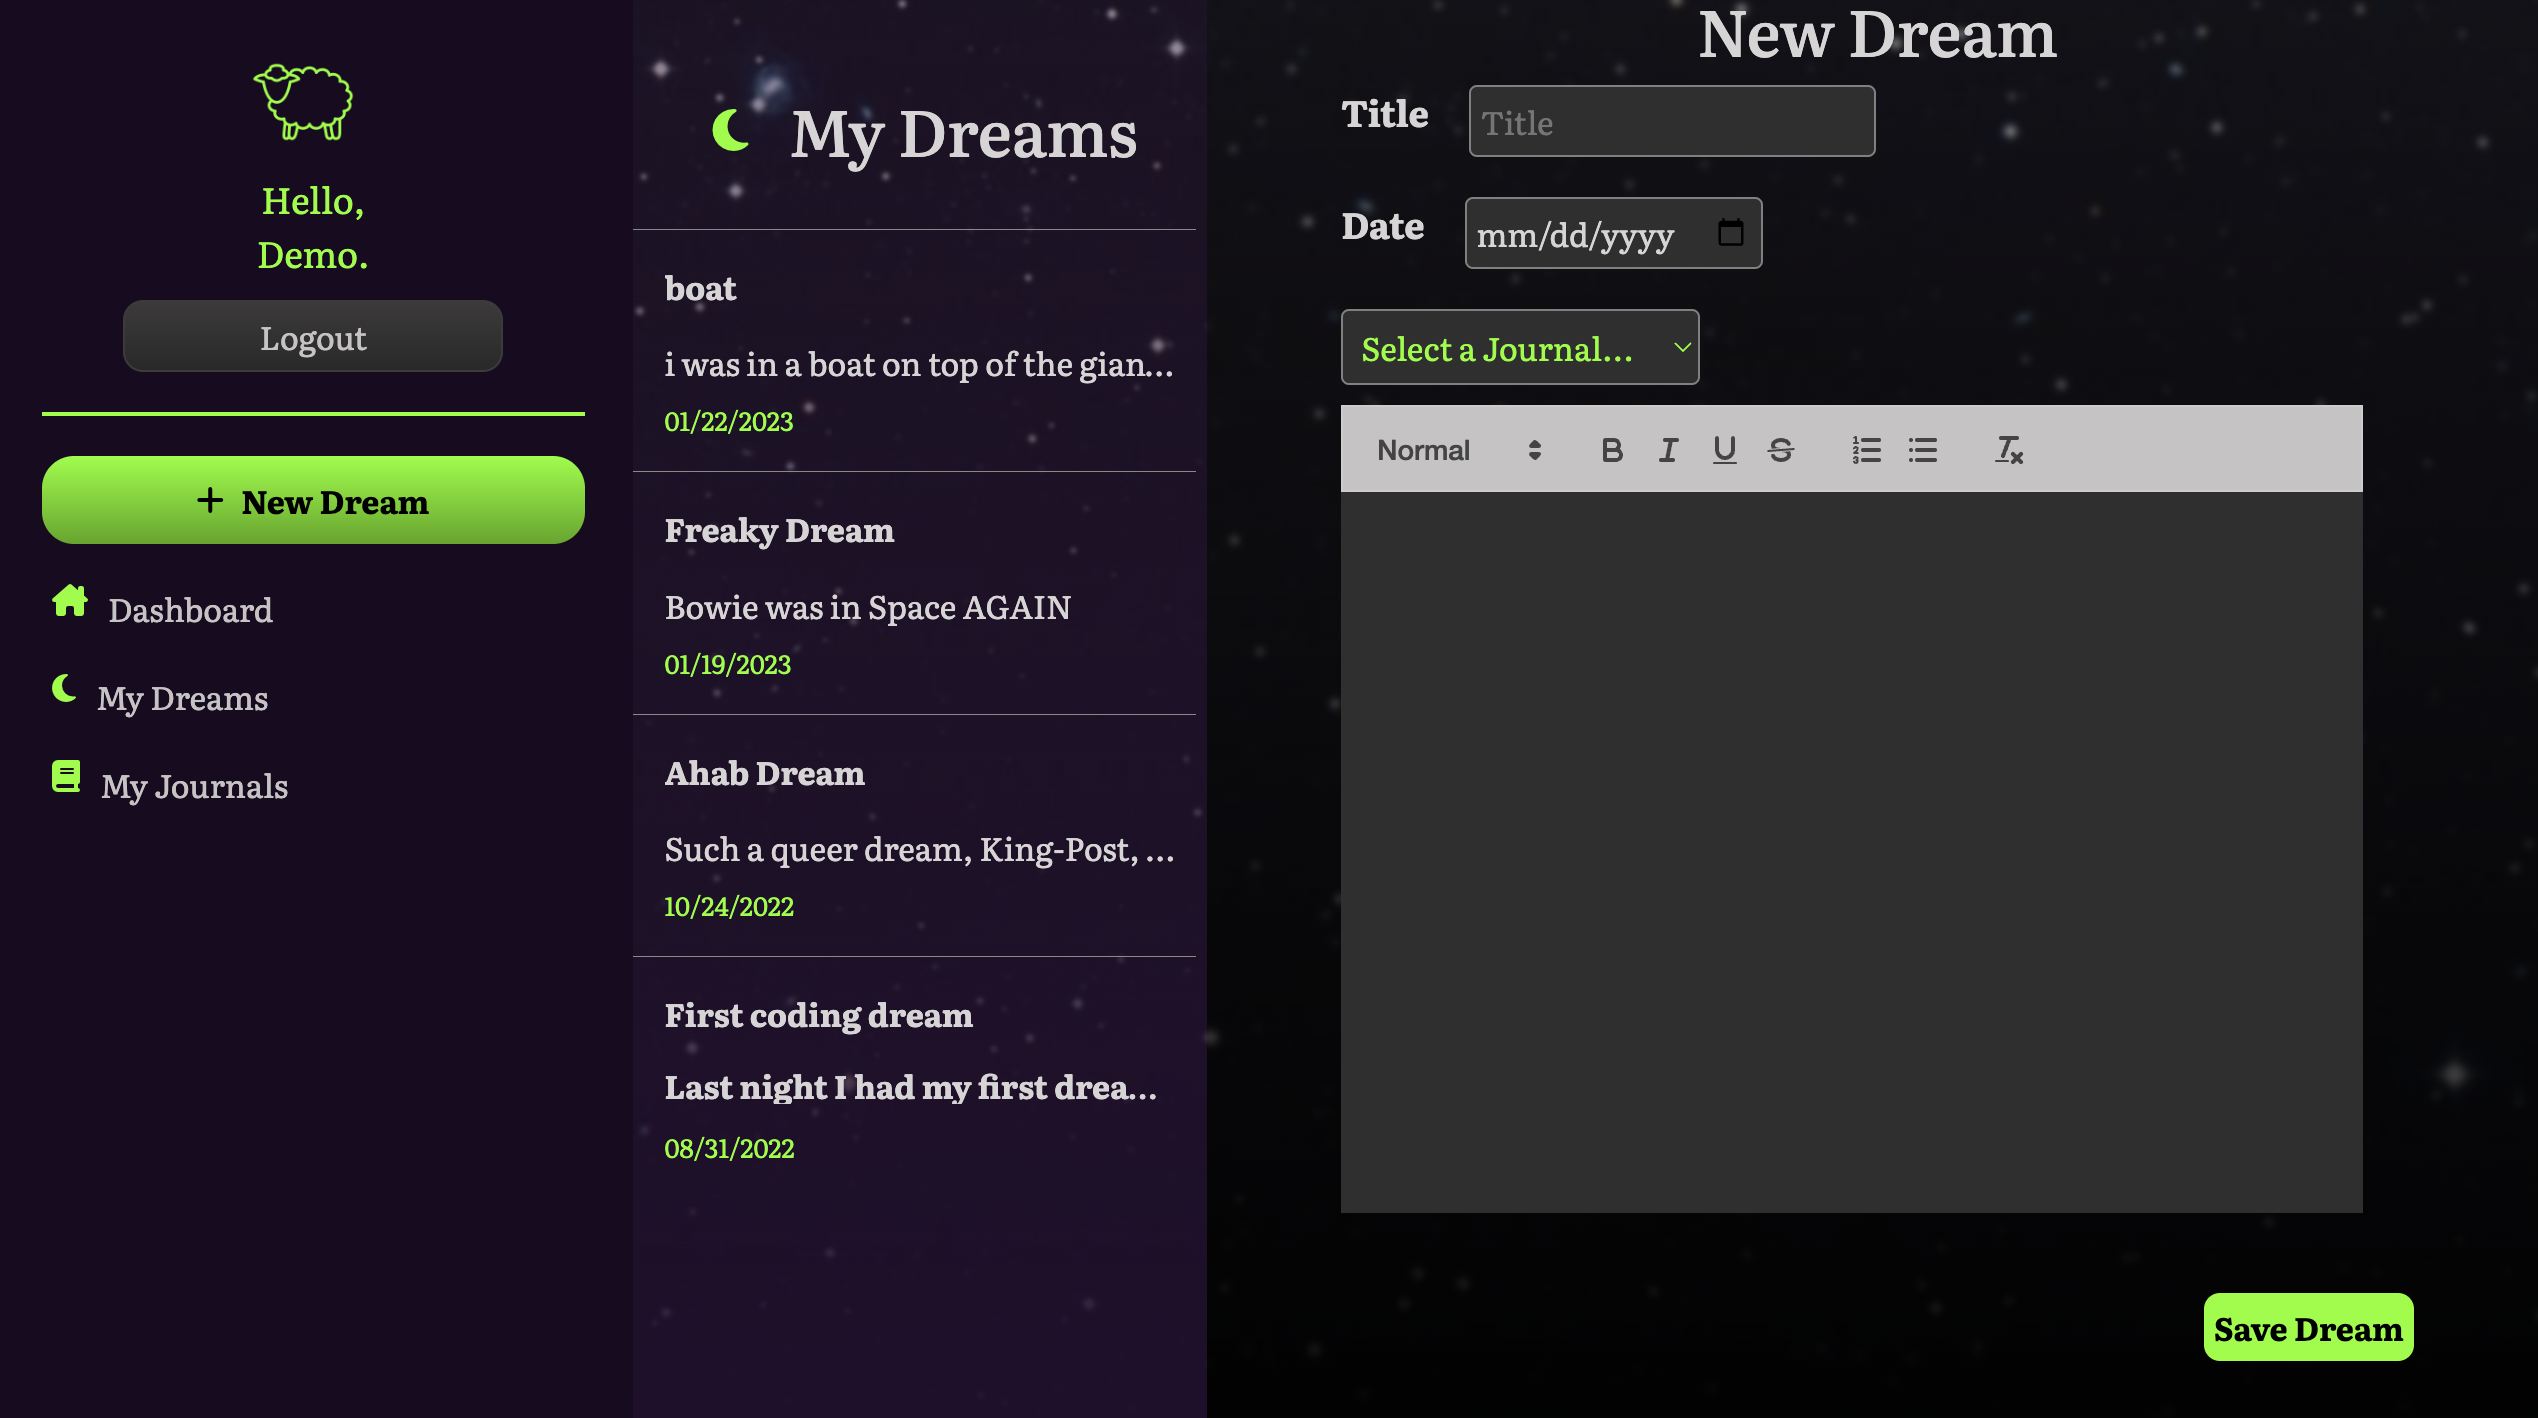 Hello,
Demo.
Logout
New Dream
Dashboard
My Dreams
My Journals
My Dreams
boat
i was in a boat on top of the gian...
01/22/2023
Freaky Dream
Bowie was in Space AGAIN
01/19/2023
Ahab Dream
Such a queer dream, King-Post, ...
10/24/2022
First coding dream
Last night I had my first drea...
08/31/2022
New Dream
Title
Title
Date
mm/dd/yyyy
Select a Journal...
Normal
Save Dream